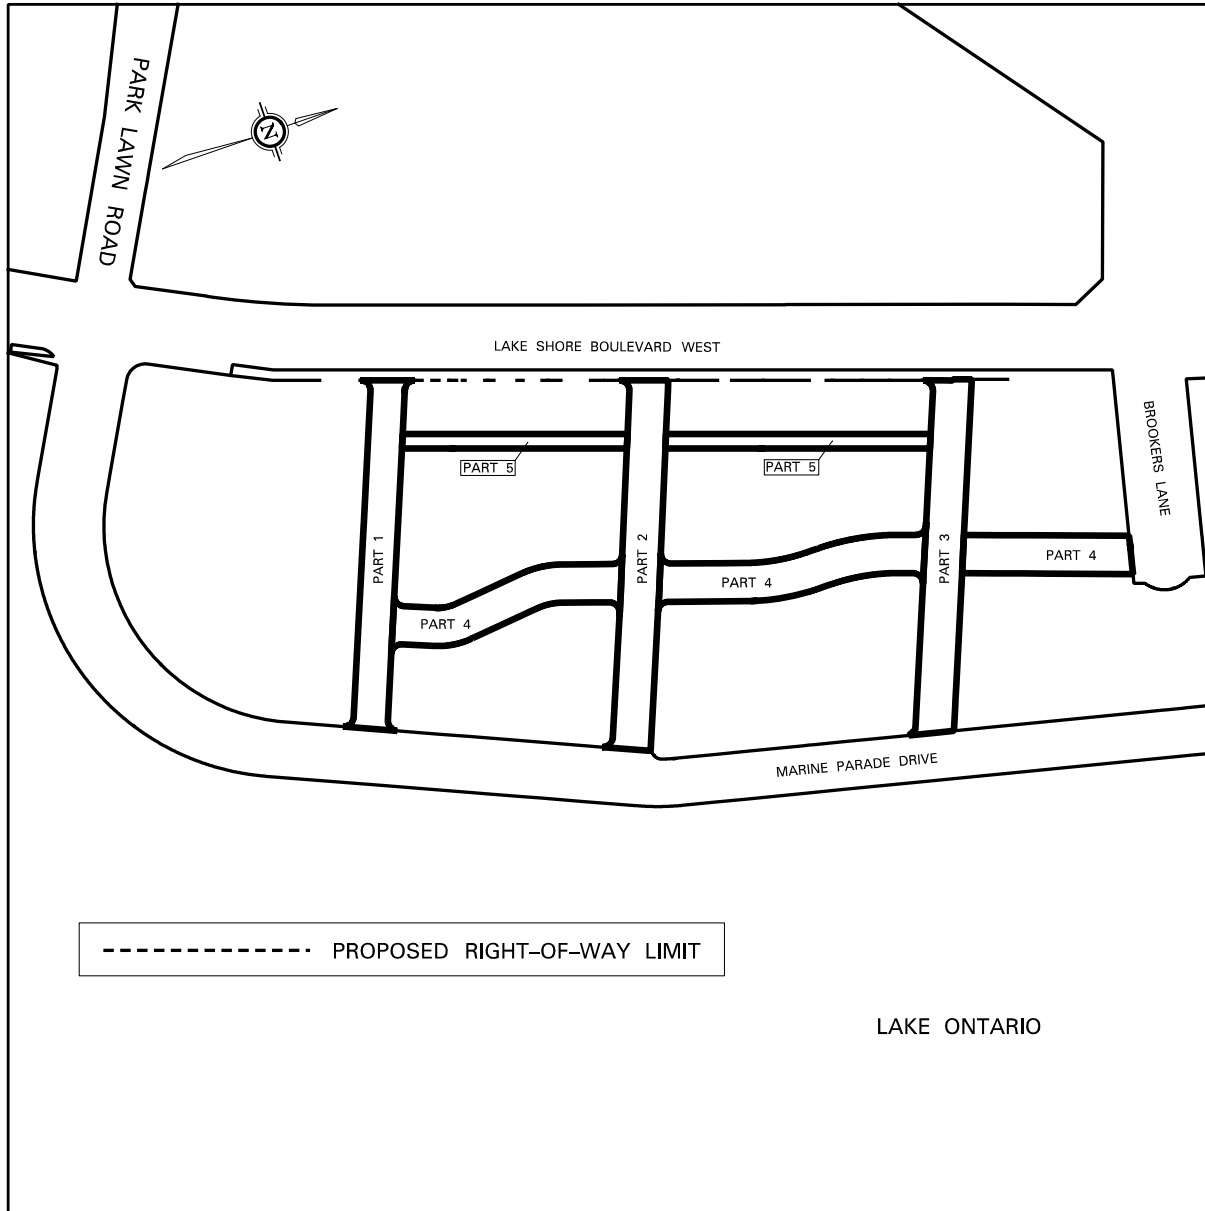 PARK LAWN ROAD
N
LAKE SHORE BOULEVARD WEST
BROOKERS LANE
PART 5
PART 5
PART 1
PART 2
PART 3
PART 4
PART 4
PART 4
MARINE PARADE DRIVE
PROPOSED RIGHT-OF-WAY LIMIT
LAKE ONTARIO